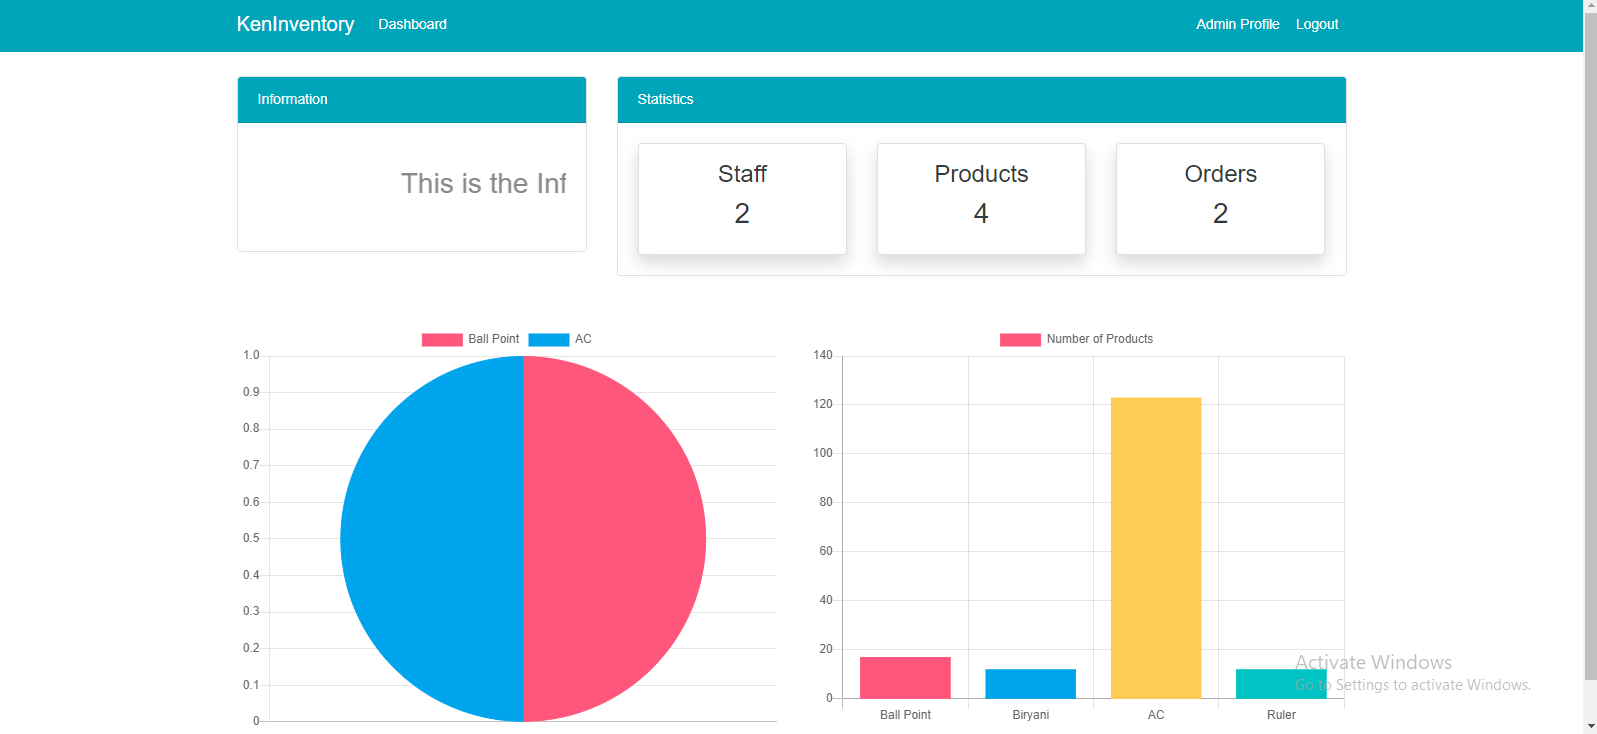 KenInventory Dashboard Admin Profile Logout
Information
This is the Inf
Statistics
Staff
2
Products
4
Orders
2
Ball Point AC
1.0
0.9
0.8
0.7
0.6
0.5
0.4
0.3
0.2
0.1
0
Number of Products
140
120
100
80
60
40
20
0
Ball Point Biryani AC Ruler
Activate Windows
Go to Settings to activate Windows.